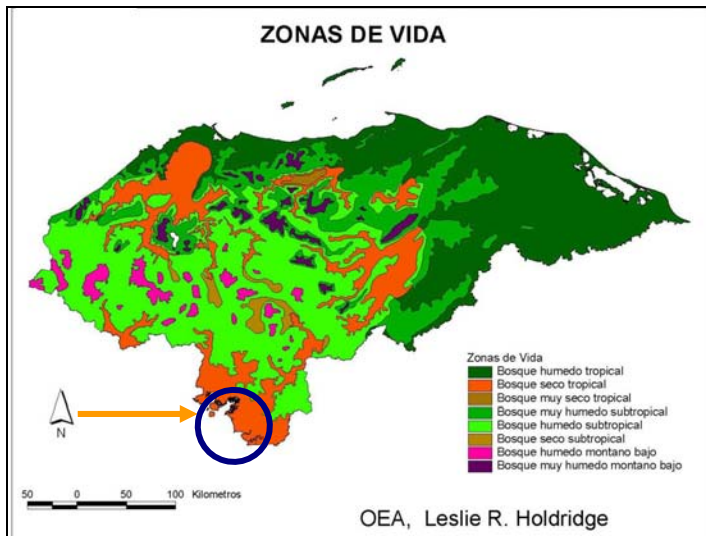 ZONAS DE VIDA
Zonas de Vida
Bosque humedo tropical
Bosque seco tropical
Bosque muy seco tropical
Bosque muy humedo subtropical
Bosque humedo subtropical
Bosque seco subtropical
Bosque humedo montano bajo
Bosque muy humedo montano bajo
N
50 0 50 100 Kilometros
OEA, Leslie R. Holdridge